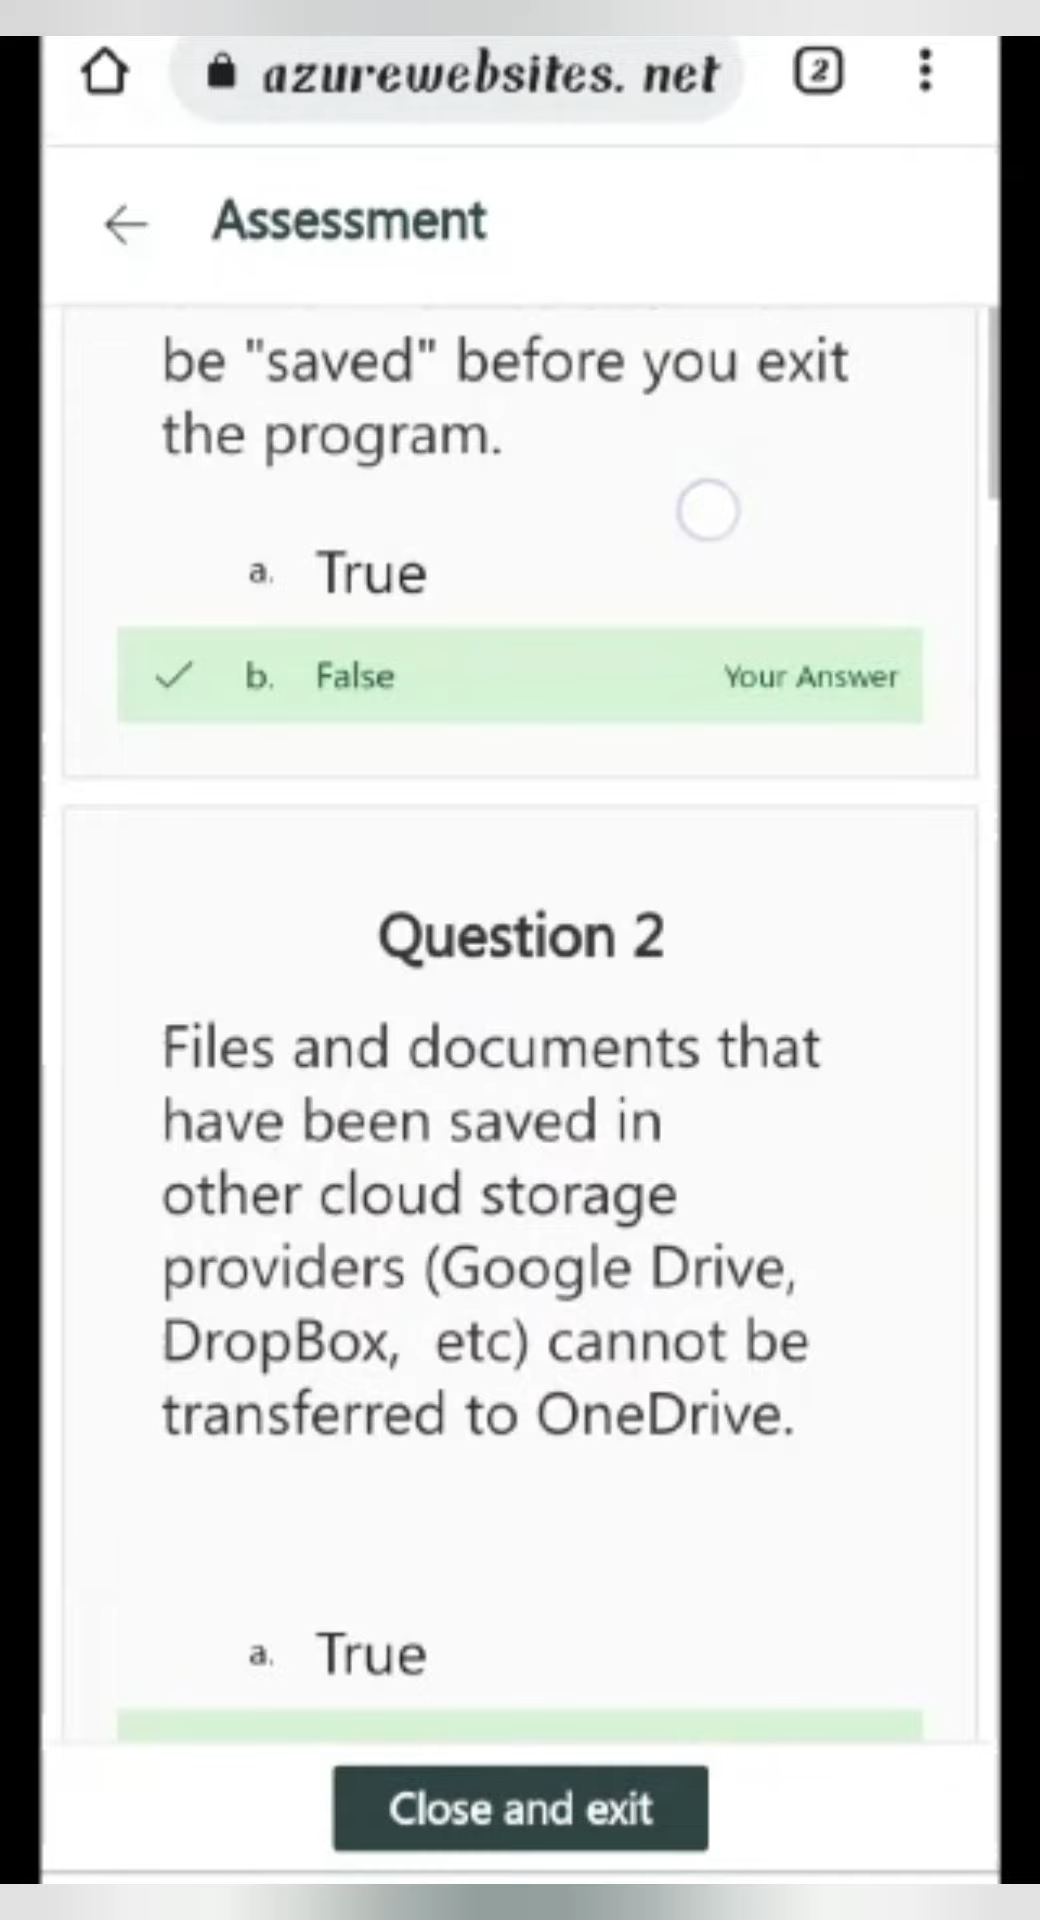 azurewebsites. net 2
Assessment
be "saved" before you exit
the program.
a. True
b. False Your Answer
Question 2
Files and documents that
have been saved in
other cloud storage
providers (Google Drive,
DropBox, etc) cannot be
transferred to OneDrive.
a. True
Close and exit